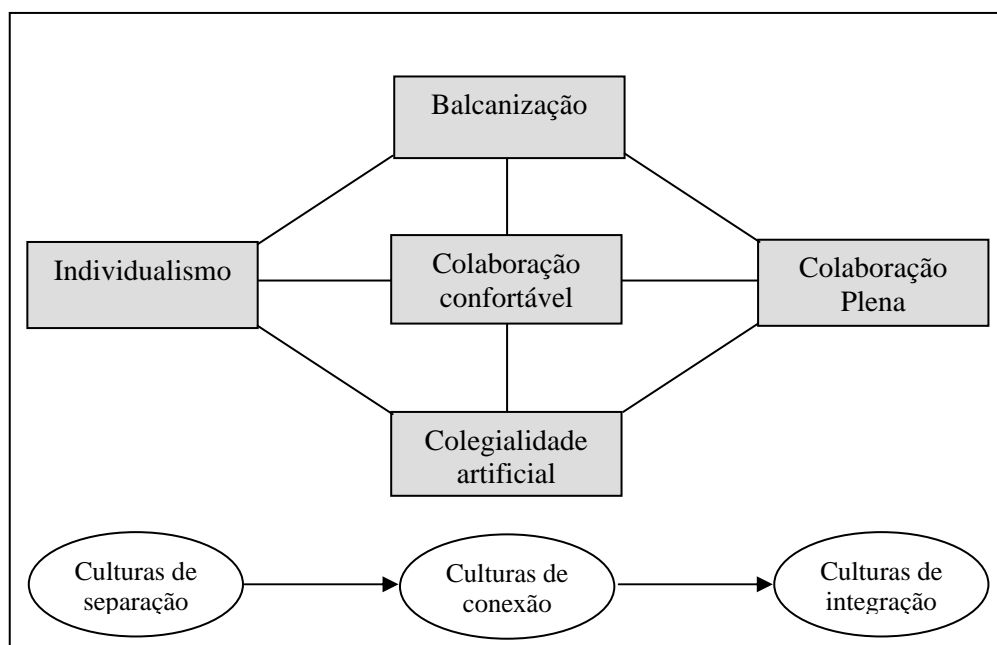 Balcanização
Individualismo
Colaboração
confortável
Colaboração
Plena
Colegialidade
artificial
Culturas de
separação
Culturas de
conexão
Culturas de
integração